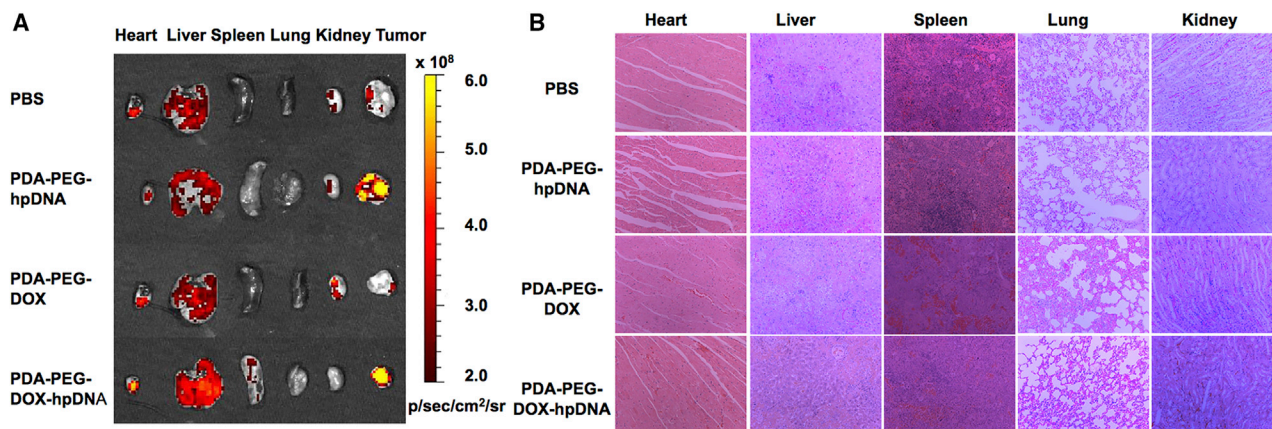 A
Heart Liver Spleen Lung Kidney Tumor
PBS
PDA-PEG-
hpDNA
PDA-PEG-
DOX
PDA-PEG-
DOX-hpDNA
x 10⁸
6.0
5.0
4.0
3.0
2.0
p/sec/cm²/sr
B
Heart Liver Spleen Lung Kidney
PBS
PDA-PEG-
hpDNA
PDA-PEG-
DOX
PDA-PEG-
DOX-hpDNA